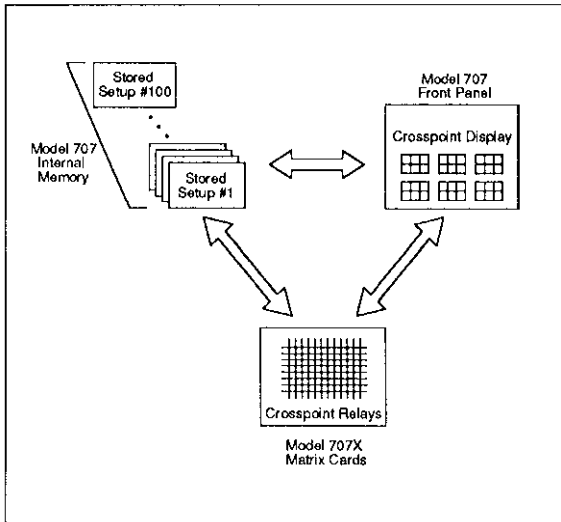 Stored
Setup #100
Model 707
Internal
Memory
Stored
Setup #1
Model 707
Front Panel
Crosspoint Display
Crosspoint Relays
Model 707X
Matrix Cards